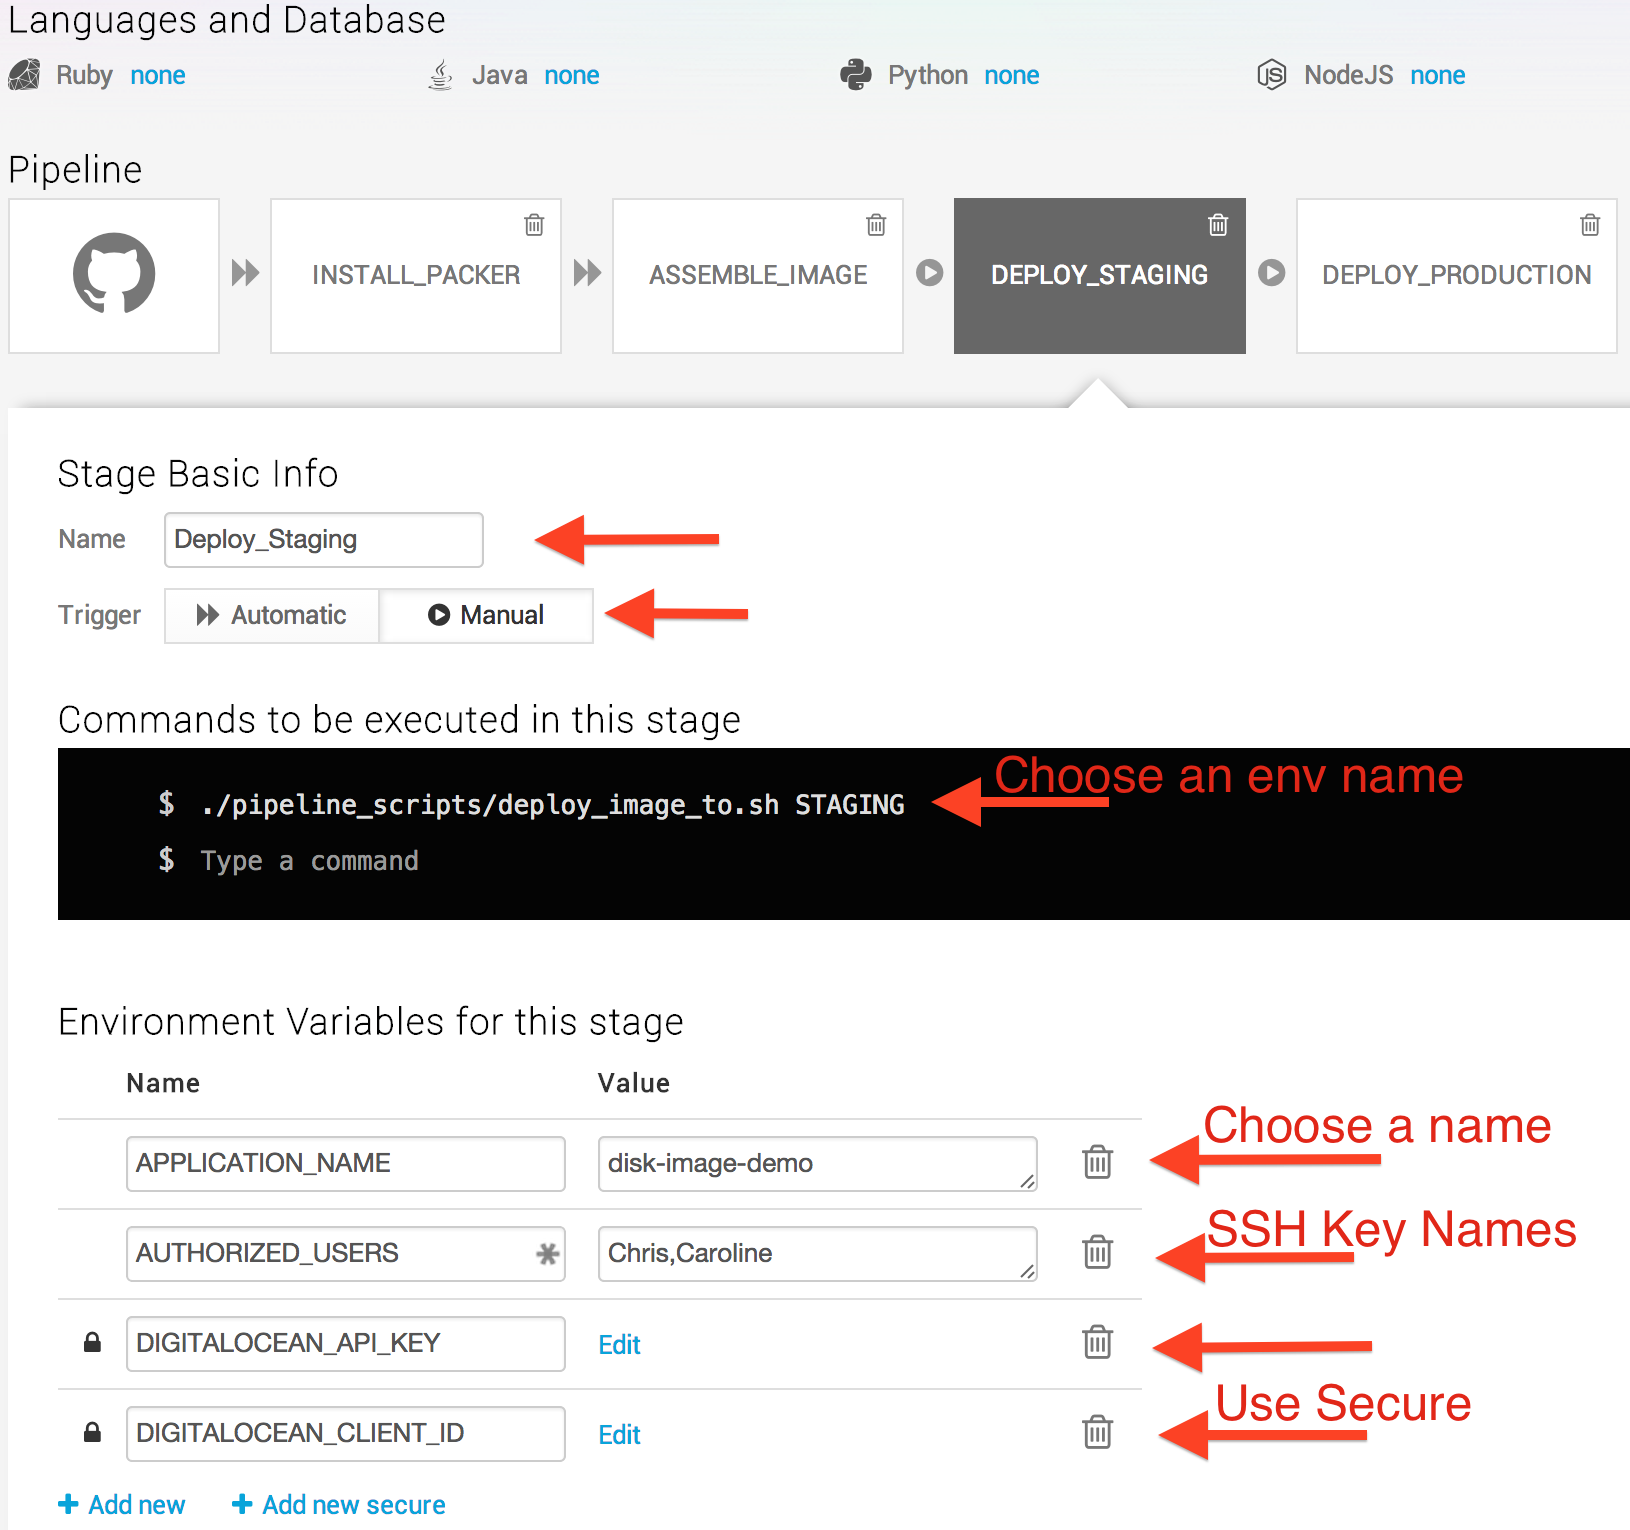 Languages and Database
Ruby none Java none Python none NodeJS none
Pipeline
INSTALL_PACKER ASSEMBLE_IMAGE DEPLOY_STAGING DEPLOY_PRODUCTION
Stage Basic Info
Name Deploy_Staging
Trigger Automatic Manual
Commands to be executed in this stage
Choose an env name
$ ./pipeline_scripts/deploy_image_to.sh STAGING
$ Type a command
Environment Variables for this stage
Name Value
Choose a name
APPLICATION_NAME disk-image-demo
SSH Key Names
AUTHORIZED_USERS Chris,Caroline
DIGITALOCEAN_API_KEY Edit
Use Secure
DIGITALOCEAN_CLIENT_ID Edit
+ Add new + Add new secure